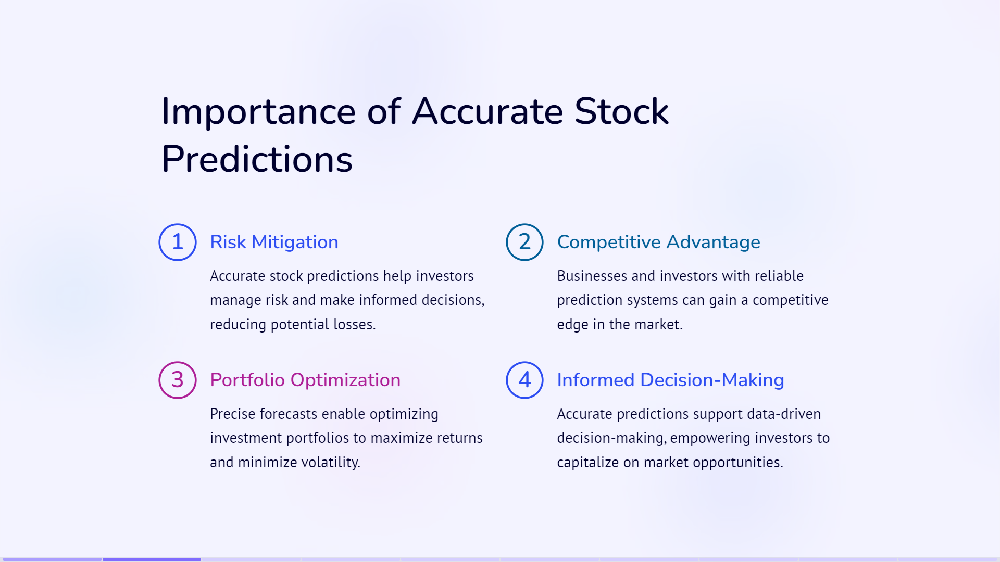 Importance of Accurate Stock
Predictions
1 Risk Mitigation
Accurate stock predictions help investors
manage risk and make informed decisions,
reducing potential losses.
2 Competitive Advantage
Businesses and investors with reliable
prediction systems can gain a competitive
edge in the market.
3 Portfolio Optimization
Precise forecasts enable optimizing
investment portfolios to maximize returns
and minimize volatility.
4 Informed Decision-Making
Accurate predictions support data-driven
decision-making, empowering investors to
capitalize on market opportunities.